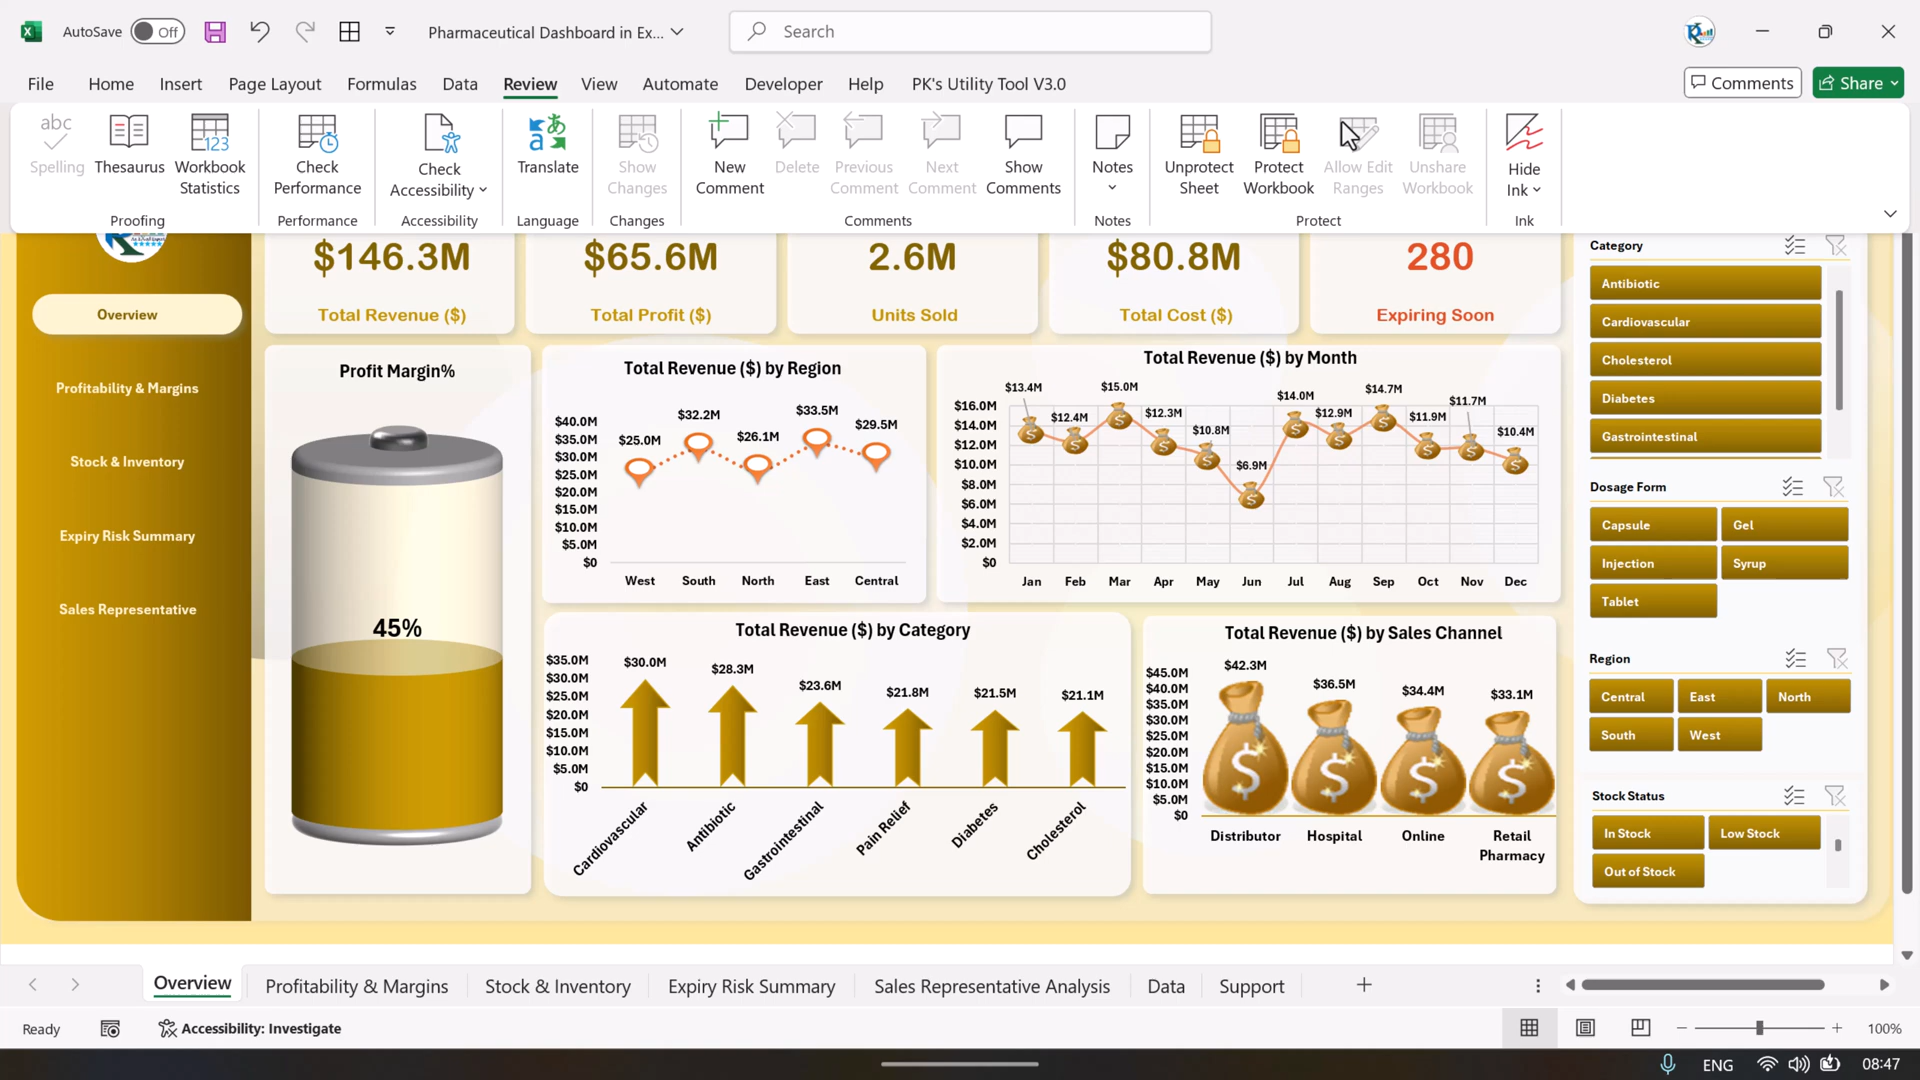 AutoSave Off
Pharmaceutical Dashboard in Ex...
Search
File Home Insert Page Layout Formulas Data Review View Automate Developer Help PK's Utility Tool V3.0
Comments Share
abc
123
Spelling
Thesaurus
Workbook Statistics
Check Performance
Check Accessibility
Translate
Show Changes
New Comment
Delete
Previous Comment
Next Comment
Show Comments
Notes
Unprotect Sheet
Protect Workbook
Allow Edit Ranges
Unshare Workbook
Hide Ink
Proofing Performance Accessibility Language Changes Comments Notes Protect Ink
$146.3M
Total Revenue ($)
$65.6M
Total Profit ($)
2.6M
Units Sold
$80.8M
Total Cost ($)
280
Expiring Soon
Overview
Profitability & Margins
Stock & Inventory
Expiry Risk Summary
Sales Representative
Profit Margin%
45%
Total Revenue ($) by Region
$40.0M
$35.0M
$30.0M
$25.0M
$20.0M
$15.0M
$10.0M
$5.0M
$0
$25.0M $32.2M $26.1M $33.5M $29.5M
West South North East Central
Total Revenue ($) by Month
$16.0M
$14.0M
$12.0M
$10.0M
$8.0M
$6.0M
$4.0M
$2.0M
$0
$13.4M $12.4M $15.0M $12.3M $10.8M $6.9M $14.0M $12.9M $14.7M $11.9M $11.7M $10.4M
Jan Feb Mar Apr May Jun Jul Aug Sep Oct Nov Dec
Total Revenue ($) by Category
$35.0M
$30.0M
$25.0M
$20.0M
$15.0M
$10.0M
$5.0M
$0
$30.0M $28.3M $23.6M $21.8M $21.5M $21.1M
Cardiovascular Antibiotic Gastrointestinal Pain Relief Diabetes Cholesterol
Total Revenue ($) by Sales Channel
$45.0M
$40.0M
$35.0M
$30.0M
$25.0M
$20.0M
$15.0M
$10.0M
$5.0M
$0
$42.3M $36.5M $34.4M $33.1M
Distributor Hospital Online Retail Pharmacy
Category
Antibiotic
Cardiovascular
Cholesterol
Diabetes
Gastrointestinal
Dosage Form
Capsule Gel
Injection Syrup
Tablet
Region
Central East North
South West
Stock Status
In Stock Low Stock
Out of Stock
Overview Profitability & Margins Stock & Inventory Expiry Risk Summary Sales Representative Analysis Data Support
Ready Accessibility: Investigate 100%
ENG 08:47